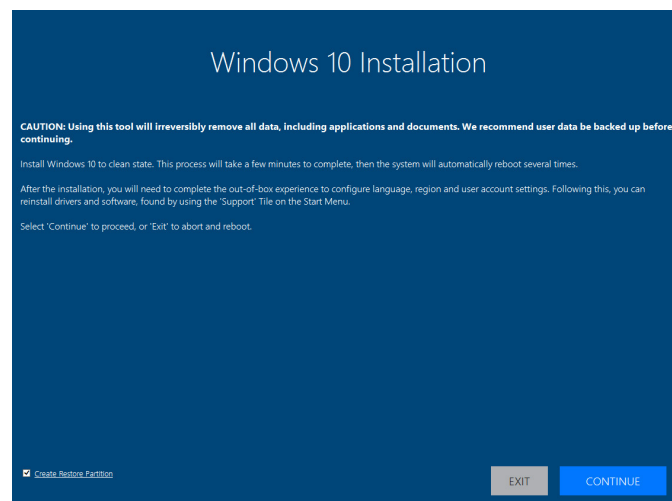 Windows 10 Installation
CAUTION: Using this tool will irreversibly remove all data, including applications and documents. We recommend user data be backed up before
continuing.
Install Windows 10 to clean state. This process will take a few minutes to complete, then the system will automatically reboot several times.
After the installation, you will need to complete the out-of-box experience to configure language, region and user account settings. Following this, you can
reinstall drivers and software, found by using the 'Support' Tile on the Start Menu.
Select 'Continue' to proceed, or 'Exit' to abort and reboot.
Create Restore Partition
EXIT
CONTINUE